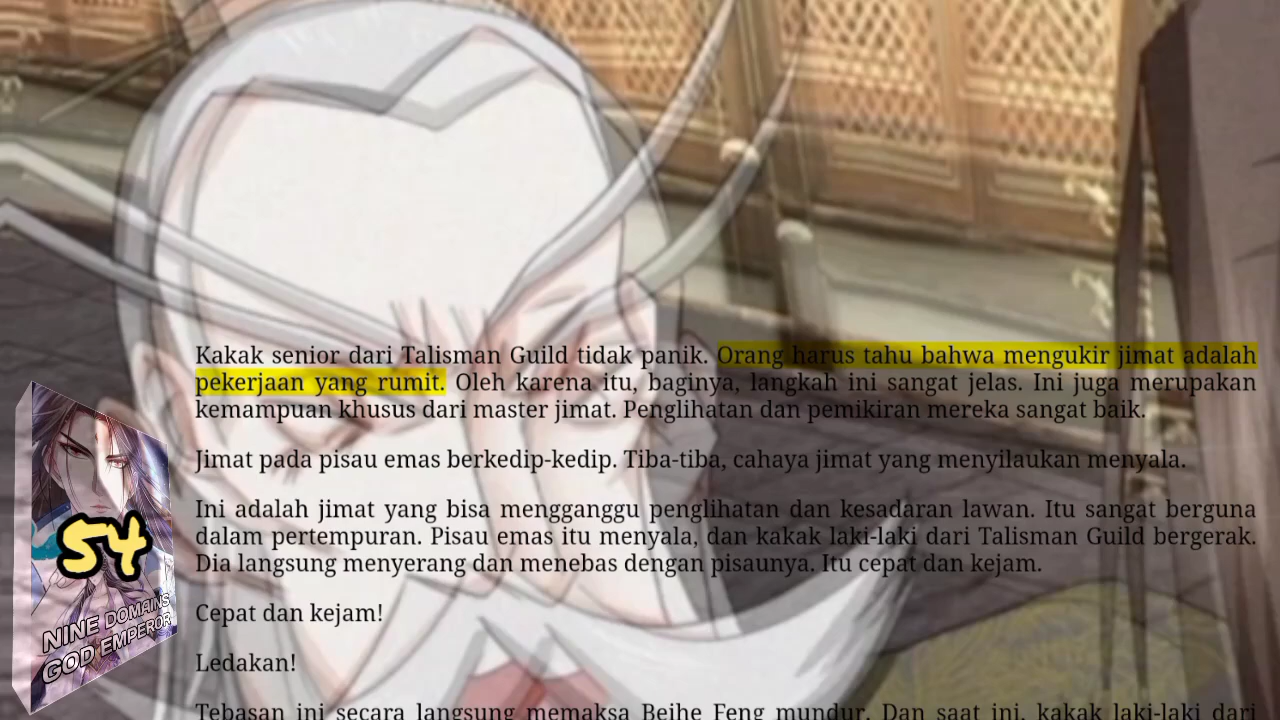 Kakak senior dari Talisman Guild tidak panik. Orang harus tahu bahwa mengukir jimat adalah
pekerjaan yang rumit. Oleh karena itu, baginya, langkah ini sangat jelas. Ini juga merupakan
kemampuan khusus dari master jimat. Penglihatan dan pemikiran mereka sangat baik.
Jimat pada pisau emas berkedip-kedip. Tiba-tiba, cahaya jimat yang menyilaukan menyala.
Ini adalah jimat yang bisa mengganggu penglihatan dan kesadaran lawan. Itu sangat berguna
dalam pertempuran. Pisau emas itu menyala, dan kakak laki-laki dari Talisman Guild bergerak.
Dia langsung menyerang dan menebas dengan pisaunya. Itu cepat dan kejam.
Cepat dan kejam!
Ledakan!
Tebasan ini secara langsung memaksa Beihe Feng mundur. Dan saat ini, kakak laki-laki dari
54
NINE DOMAINS
GOD EMPEROR